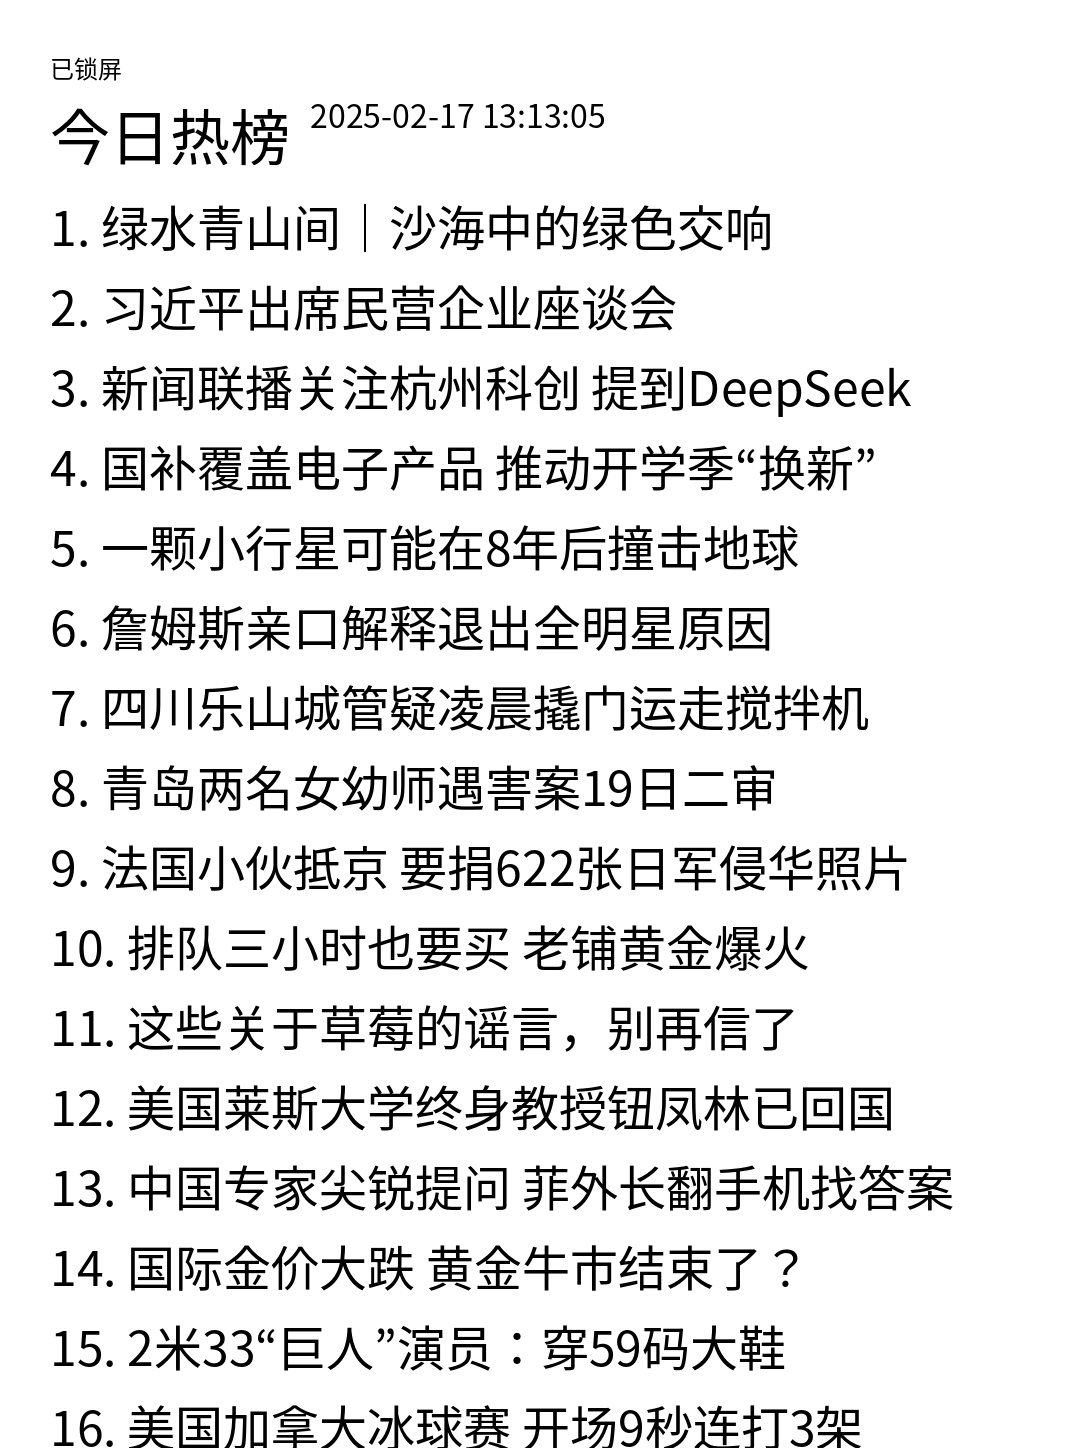 已锁屏
今日热榜 2025-02-17 13:13:05
1. 绿水青山间｜沙海中的绿色交响
2. 习近平出席民营企业座谈会
3. 新闻联播关注杭州科创 提到DeepSeek
4. 国补覆盖电子产品 推动开学季“换新”
5. 一颗小行星可能在8年后撞击地球
6. 詹姆斯亲口解释退出全明星原因
7. 四川乐山城管疑凌晨撬门运走搅拌机
8. 青岛两名女幼师遇害案19日二审
9. 法国小伙抵京 要捐622张日军侵华照片
10. 排队三小时也要买 老铺黄金爆火
11. 这些关于草莓的谣言，别再信了
12. 美国莱斯大学终身教授钮凤林已回国
13. 中国专家尖锐提问 菲外长翻手机找答案
14. 国际金价大跌 黄金牛市结束了？
15. 2米33“巨人”演员：穿59码大鞋
16. 美国加拿大冰球赛 开场9秒连打3架